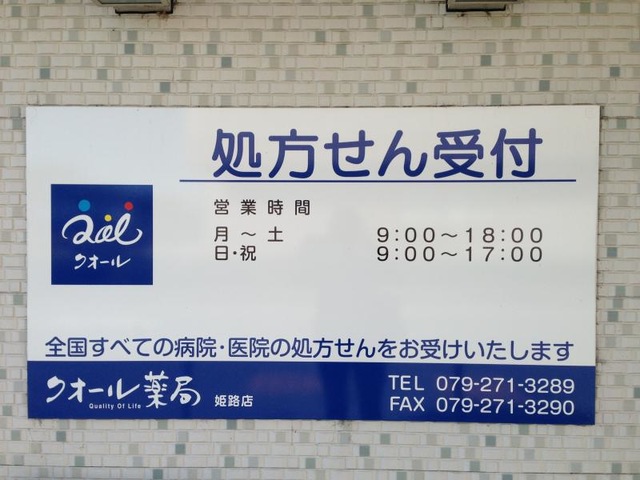 処方せん受付
営業時間
月～土 9:00～18:00
日・祝 9:00～17:00
Qol
クオール
全国すべての病院・医院の処方せんをお受けいたします
クオール薬局 姫路店
Quality Of Life
TEL 079-271-3289
FAX 079-271-3290